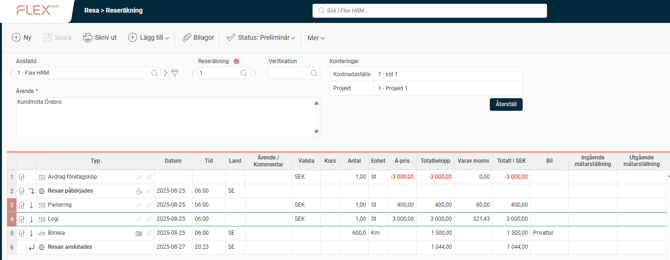 FLEX HRM
Resa > Reseräkning
Sök i Flex HRM...
Ny Spara Skriv ut Lägg till Bilagor Status: Preliminär Mer
Anställd Reseräkning Verifikation Konteringar
1 - Flex HRM 1 Kostnadsställe 1 - kst 1
Projekt 1 - Projekt 1
Ärende *
Kundmöte Örebro
Återställ
Typ Datum Tid Land Ärende / Kommentar Valuta Kurs Antal Enhet Á-pris Totalbelopp Varav moms Totalt i SEK Bil Ingående mätarställning Utgående mätarställning
1 Avdrag företagsköp SEK 1,00 St -3 000,00 -3 000,00 0,00 -3 000,00
2 Resan påbörjades 2025-08-25 06:00 SE
3 Parkering 2025-08-25 06:00 SEK 1,00 St 400,00 400,00 80,00 400,00
4 Logi 2025-08-25 06:00 SE SEK 1,00 St 3 000,00 3 000,00 321,43 3 000,00
5 Bilresa 2025-08-25 06:00 SE 600,0 Km 1 500,00 1 500,00 Privatbil
6 Resan avslutades 2025-08-27 20:23 SE 1 044,00 1 044,00